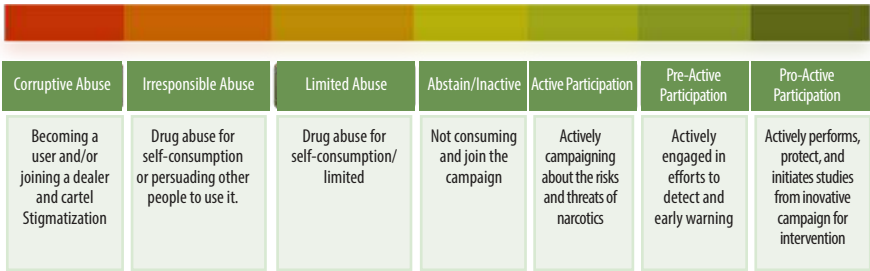 Corruptive Abuse
Irresponsible Abuse
Limited Abuse
Abstain/Inactive
Active Participation
Pre-Active
Participation
Pro-Active
Participation
Becoming a
user and/or
joining a dealer
and cartel
Stigmatization
Drug abuse for
self-consumption
or persuading other
people to use it.
Drug abuse for
self-consumption/
limited
Not consuming
and join the
campaign
Actively
campaigning
about the risks
and threats of
narcotics
Actively
engaged in
efforts to
detect and
early warning
Actively performs,
protect, and
initiates studies
from inovative
campaign for
intervention